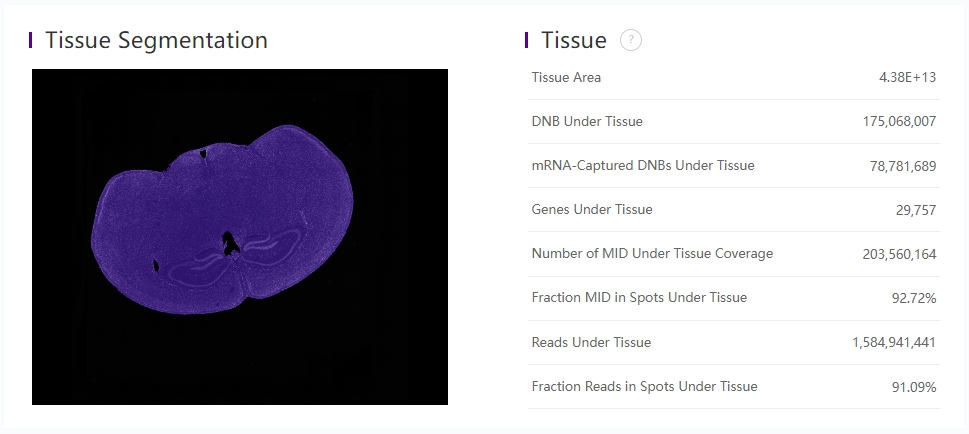 Tissue Segmentation
Tissue ?
Tissue Area 4.38E+13
DNB Under Tissue 175,068,007
mRNA-Captured DNBs Under Tissue 78,781,689
Genes Under Tissue 29,757
Number of MID Under Tissue Coverage 203,560,164
Fraction MID in Spots Under Tissue 92.72%
Reads Under Tissue 1,584,941,441
Fraction Reads in Spots Under Tissue 91.09%